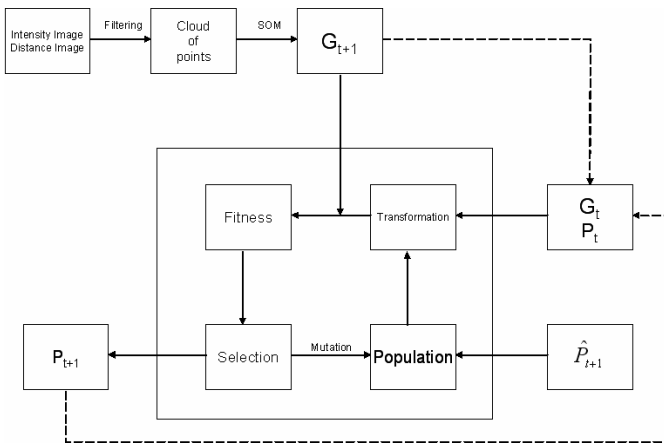 Intensity Image
Distance Image
Filtering
Cloud
of
points
SOM
G_{t+1}
Fitness
Transformation
G_t
P_t
P_{t+1}
Selection
Mutation
Population
\hat{P}_{t+1}